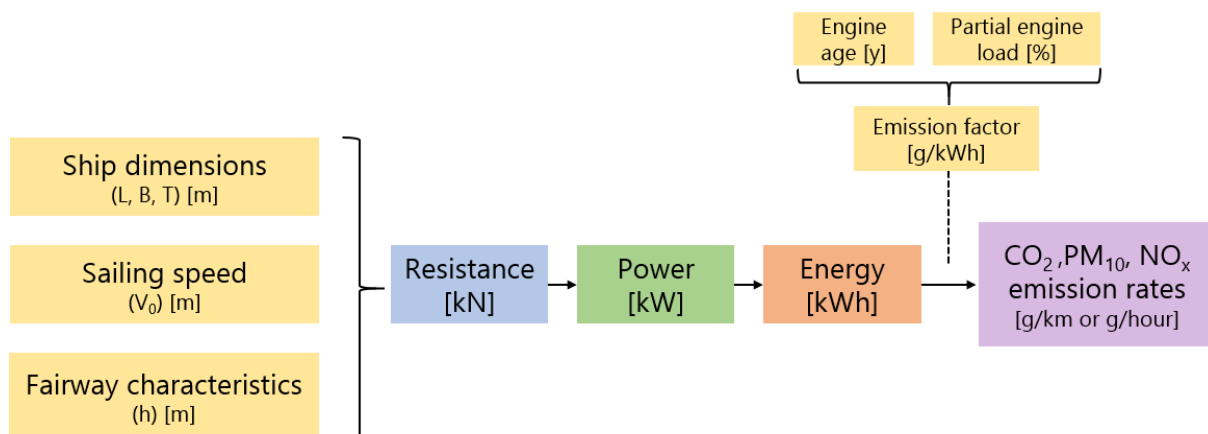 Engine
age [y]
Partial engine
load [%]
Emission factor
[g/kWh]
Ship dimensions
(L, B, T) [m]
Sailing speed
(V₀) [m]
Fairway characteristics
(h) [m]
Resistance
[kN]
Power
[kW]
Energy
[kWh]
CO₂ ,PM₁₀, NOₓ
emission rates
[g/km or g/hour]